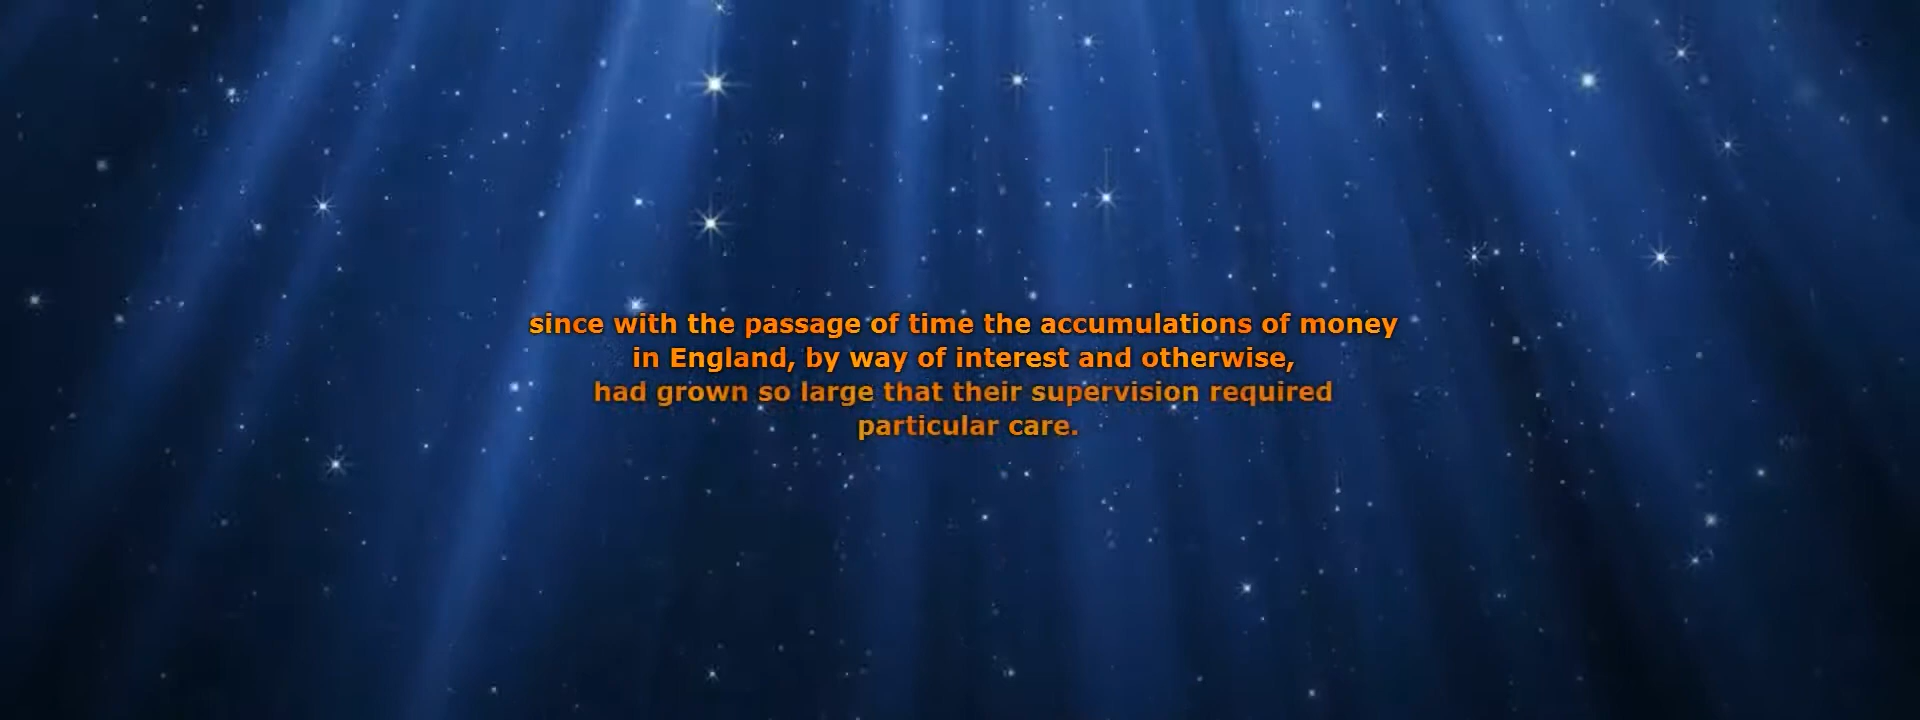 since with the passage of time the accumulations of money
in England, by way of interest and otherwise,
had grown so large that their supervision required
particular care.